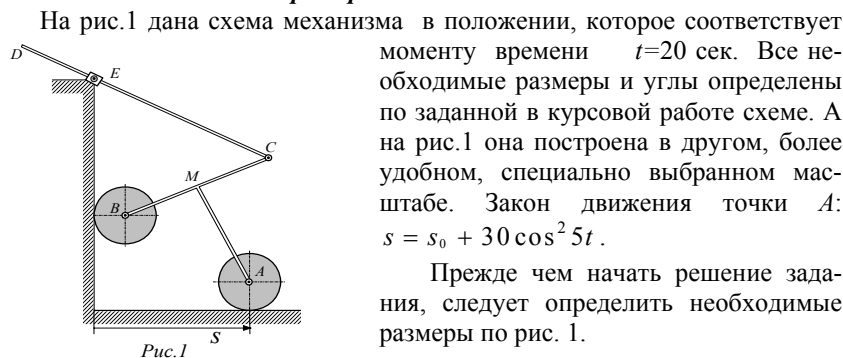 На рис.1 дана схема механизма в положении, которое соответствует
моменту времени t=20 сек. Все не-
обходимые размеры и углы определены
по заданной в курсовой работе схеме. А
на рис.1 она построена в другом, более
удобном, специально выбранном мас-
штабе. Закон движения точки A:
s = s₀ + 30 cos² 5t .
Прежде чем начать решение зада-
ния, следует определить необходимые
размеры по рис. 1.
D
E
C
M
B
A
S
Рис.1